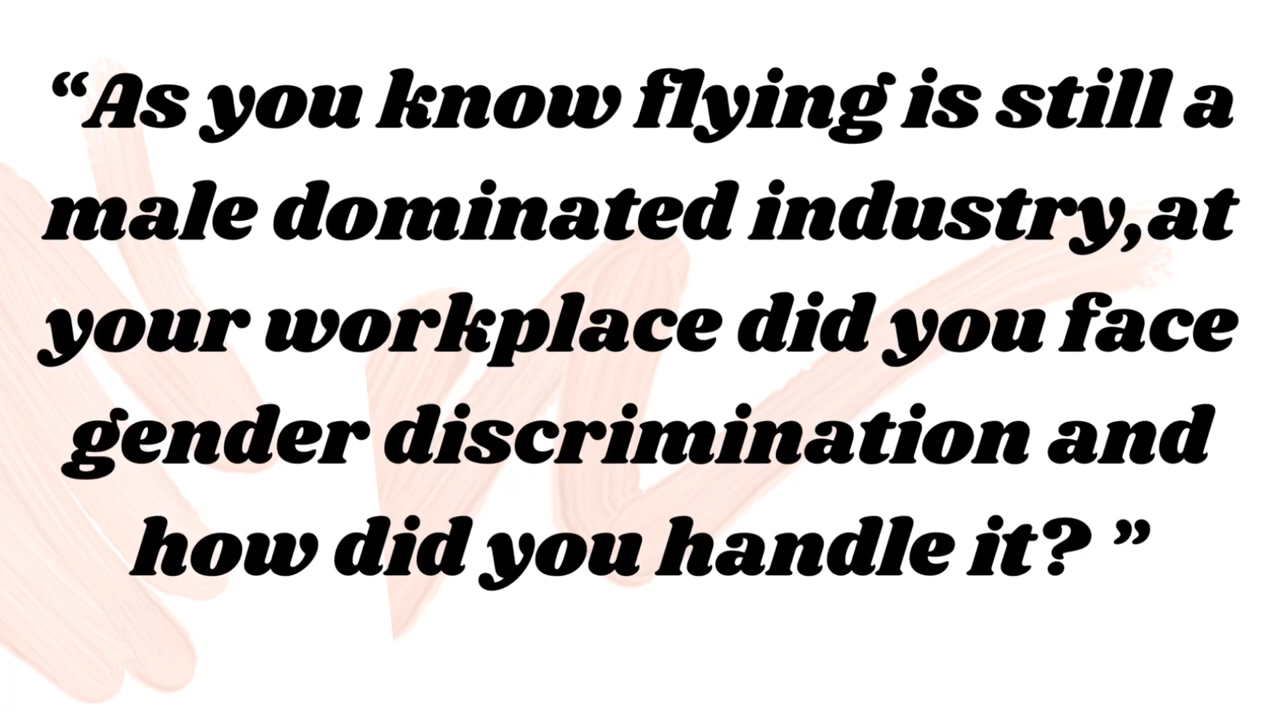 “As you know flying is still a
male dominated industry,at
your workplace did you face
gender discrimination and
how did you handle it? ”